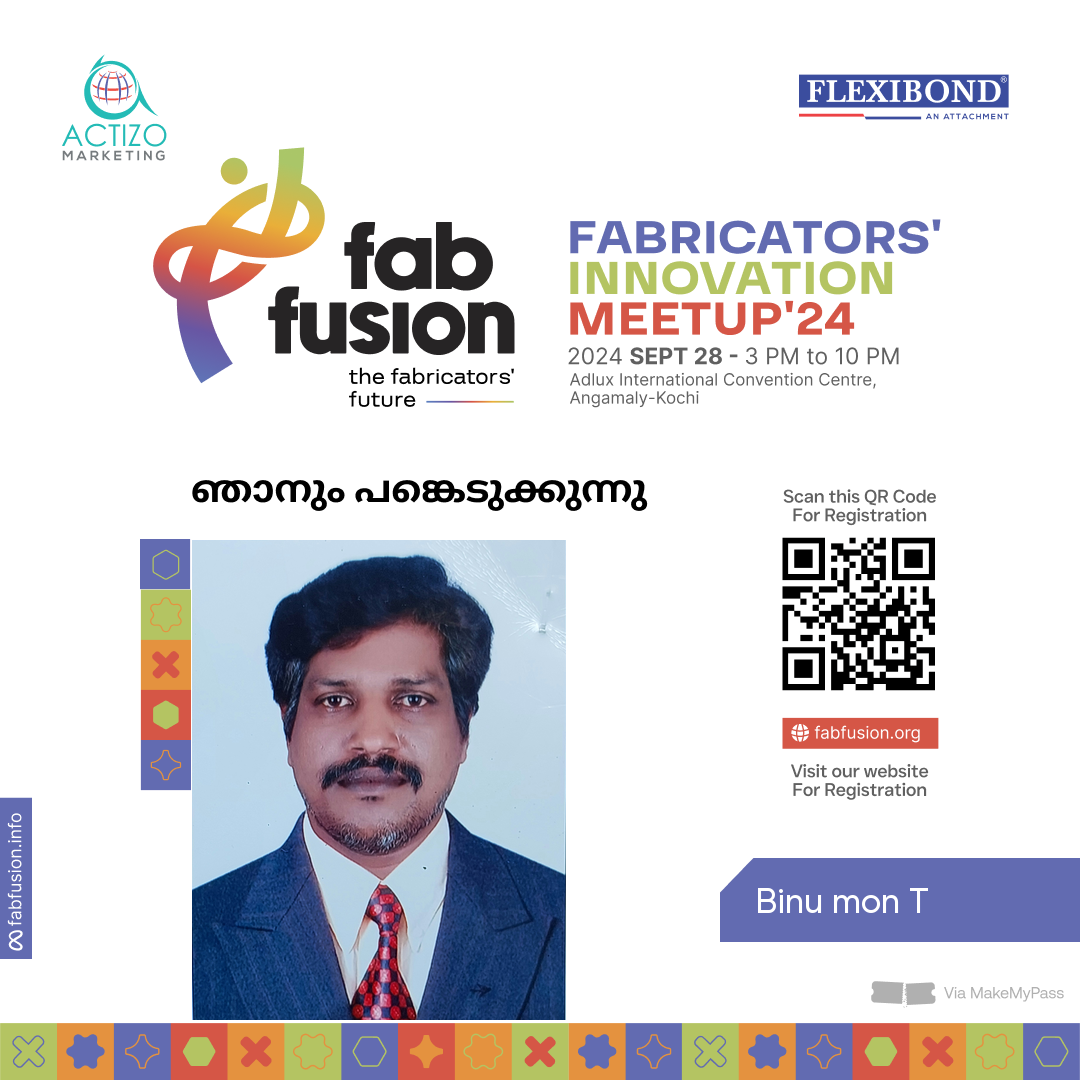 ACTIZO
MARKETING
FLEXIBOND®
AN ATTACHMENT
fab
fusion
the fabricators'
future
FABRICATORS'
INNOVATION
MEETUP'24
2024 SEPT 28 - 3 PM to 10 PM
Adlux International Convention Centre,
Angamaly-Kochi
ഞാനും പങ്കെടുക്കുന്നു
Scan this QR Code
For Registration
fabfusion.org
Visit our website
For Registration
fabfusion.info
Binu mon T
Via MakeMyPass